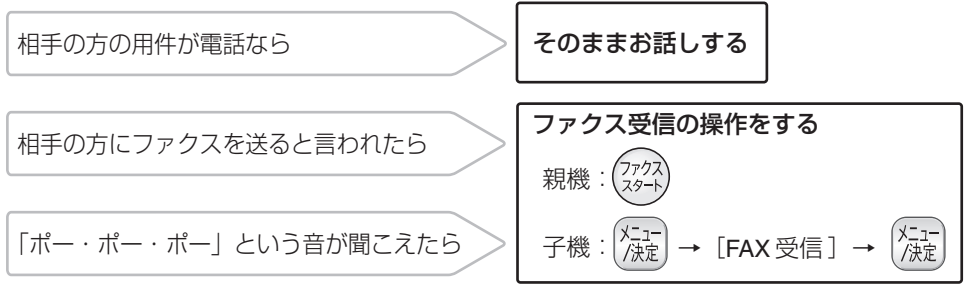 相手の方の用件が電話なら
そのままお話しする
相手の方にファクスを送ると言われたら
「ポー・ポー・ポー」という音が聞こえたら
ファクス受信の操作をする
親機：ファクススタート
子機：メニュー/決定 → ［FAX 受信］ → メニュー/決定